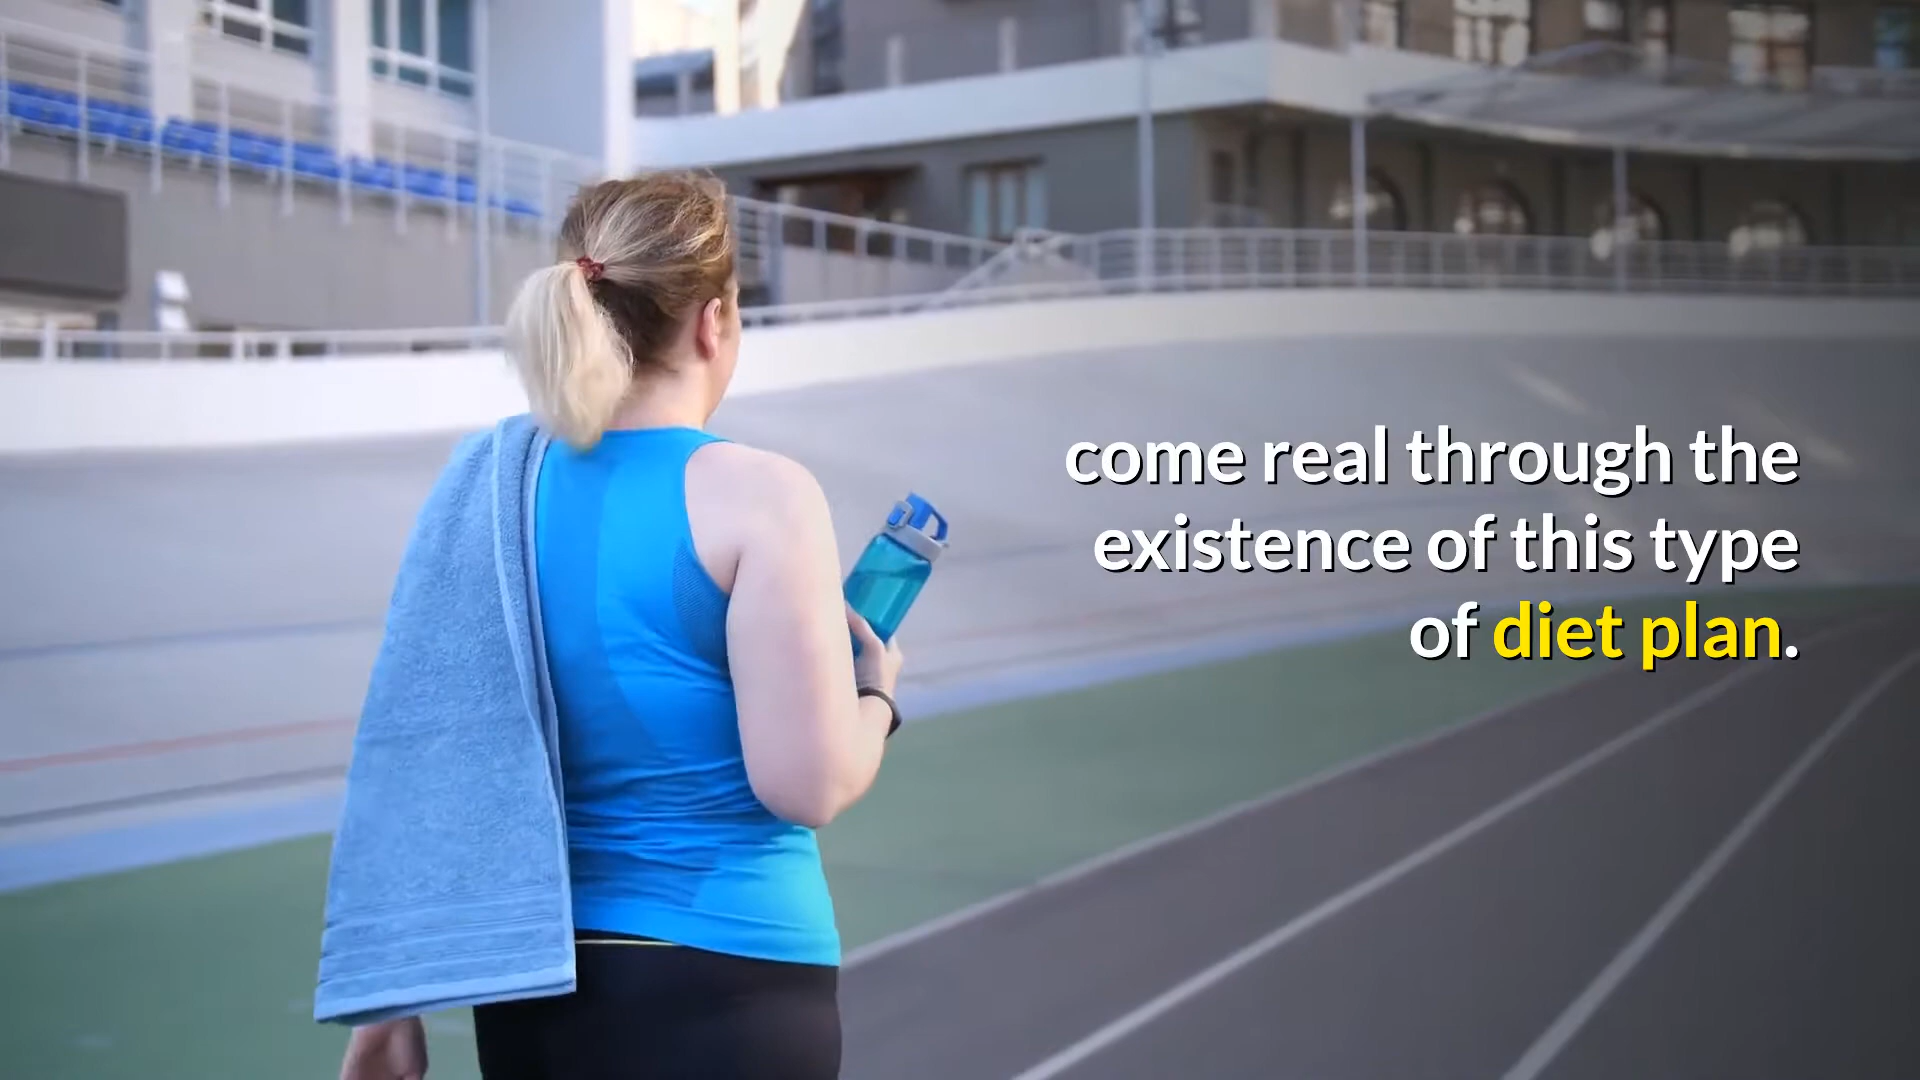 come real through the
existence of this type
of diet plan.